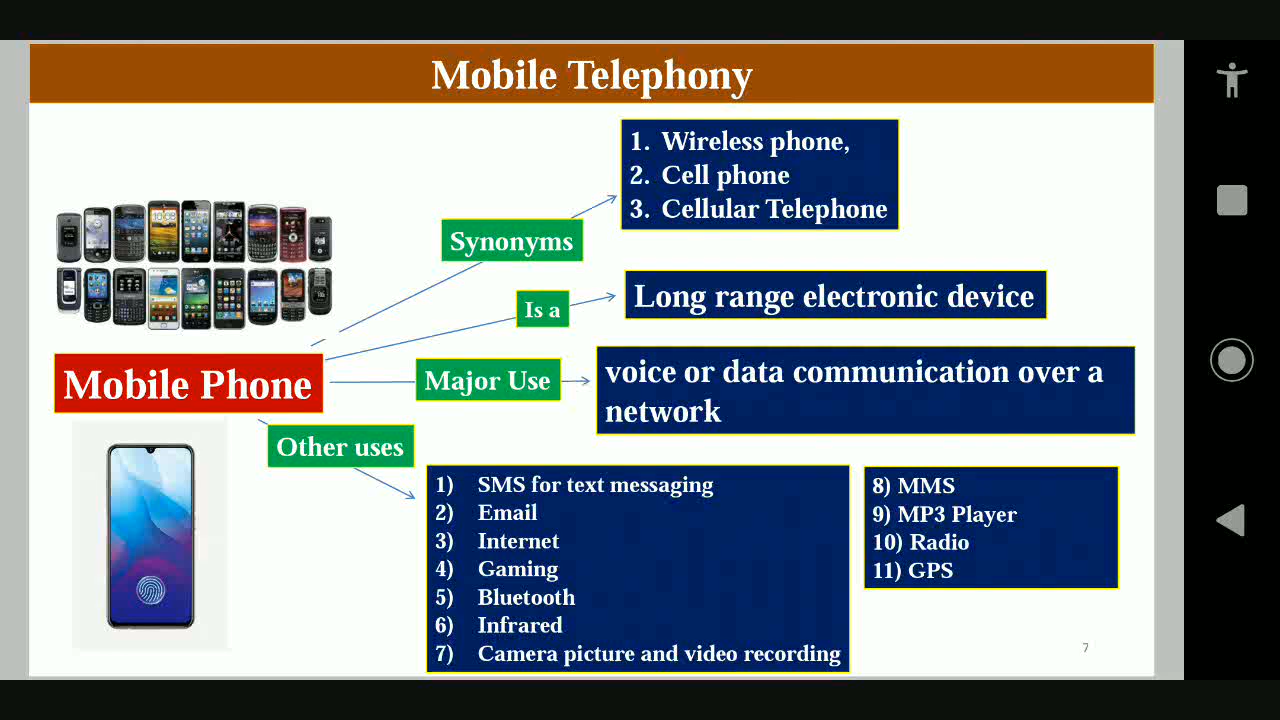 Mobile Telephony
1. Wireless phone,
2. Cell phone
3. Cellular Telephone
Synonyms
Is a
Long range electronic device
Mobile Phone
Major Use
voice or data communication over a
network
Other uses
1) SMS for text messaging
2) Email
3) Internet
4) Gaming
5) Bluetooth
6) Infrared
7) Camera picture and video recording
8) MMS
9) MP3 Player
10) Radio
11) GPS
7